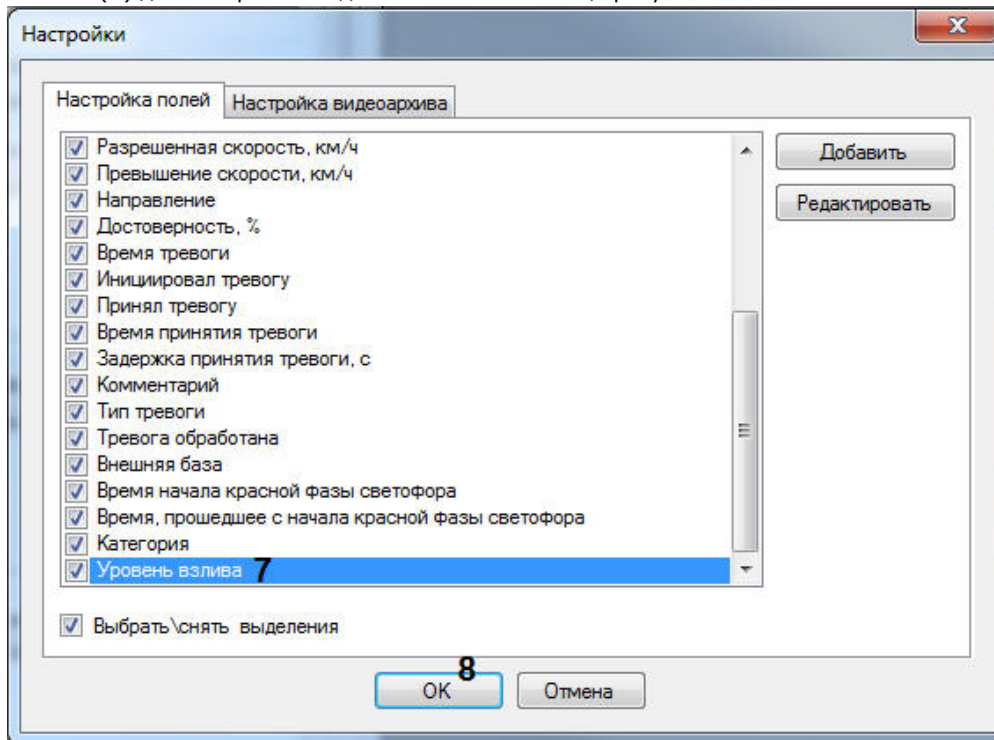 Настройки
X
Настройка полей Настройка видеоархива
Разрешенная скорость, км/ч
Превышение скорости, км/ч
Направление
Достоверность, %
Время тревоги
Инициировал тревогу
Принял тревогу
Время принятия тревоги
Задержка принятия тревоги, с
Комментарий
Тип тревоги
Тревога обработана
Внешняя база
Время начала красной фазы светофора
Время, прошедшее с начала красной фазы светофора
Категория
Уровень взлива 7
Добавить
Редактировать
Выбрать\снять выделения
8
OK Отмена